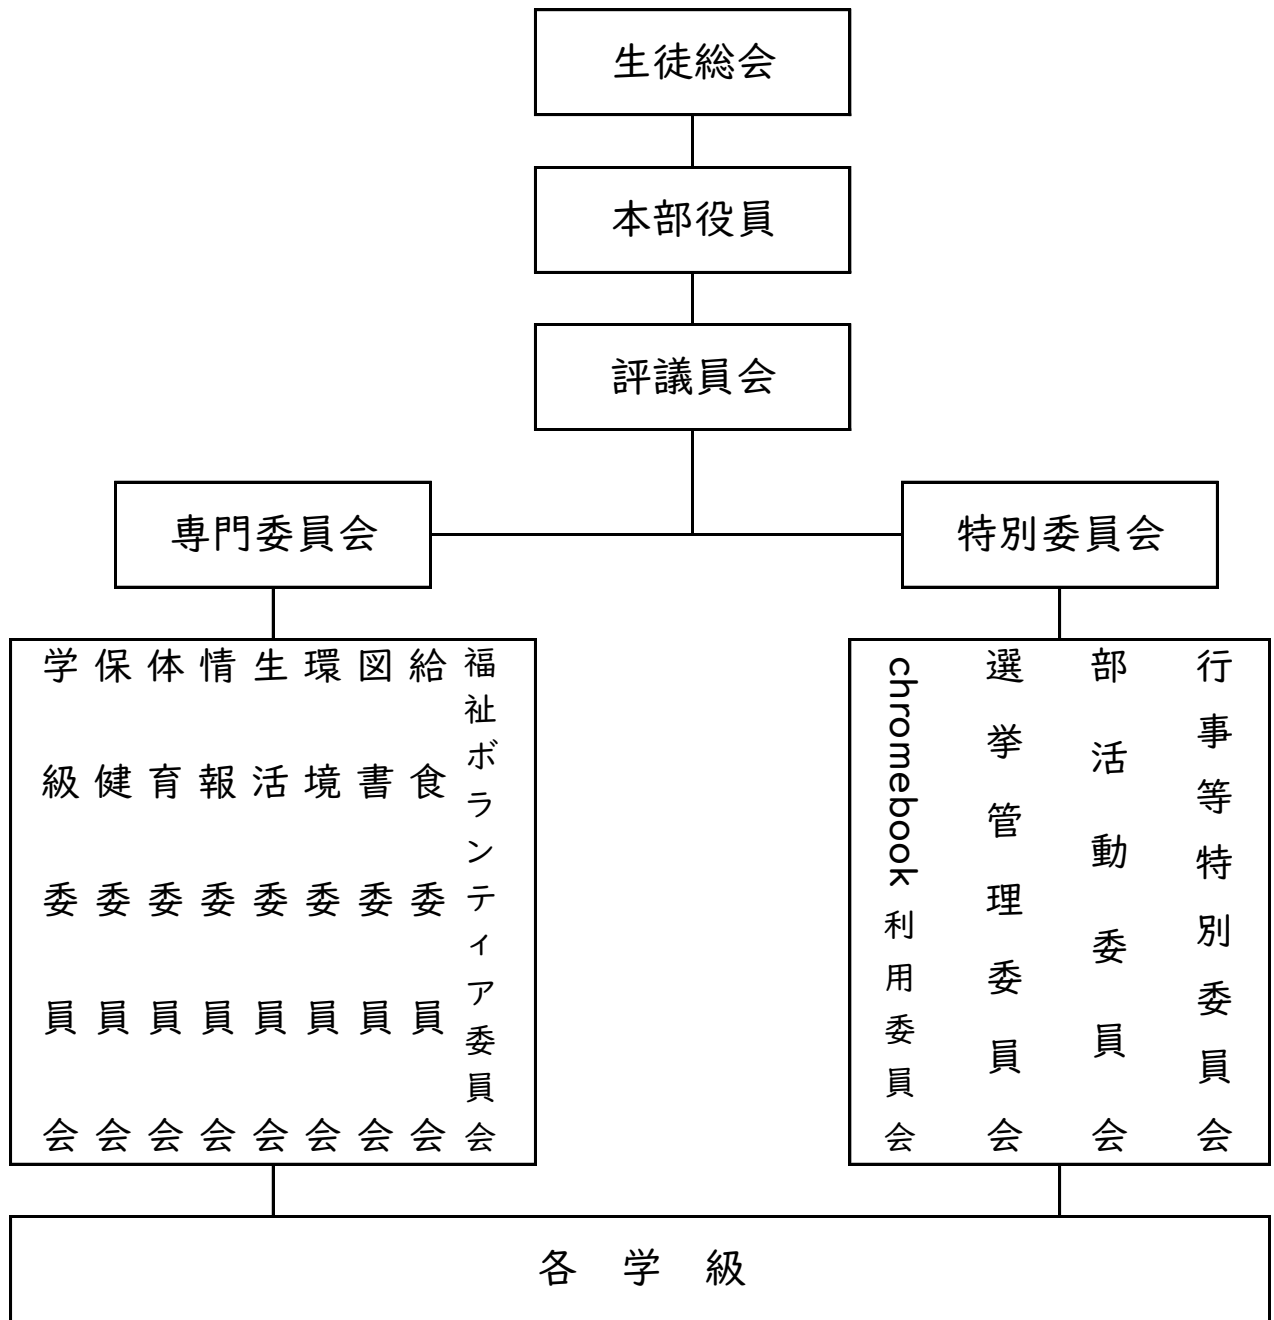 生徒総会
本部役員
評議員会
専門委員会
特別委員会
学級委員会
保健委員会
体育委員会
情報委員会
生活委員会
環境委員会
図書委員会
給食委員会
福祉ボランティア委員会
chromebook利用委員会
選挙管理委員会
部活動委員会
行事等特別委員会
各学級